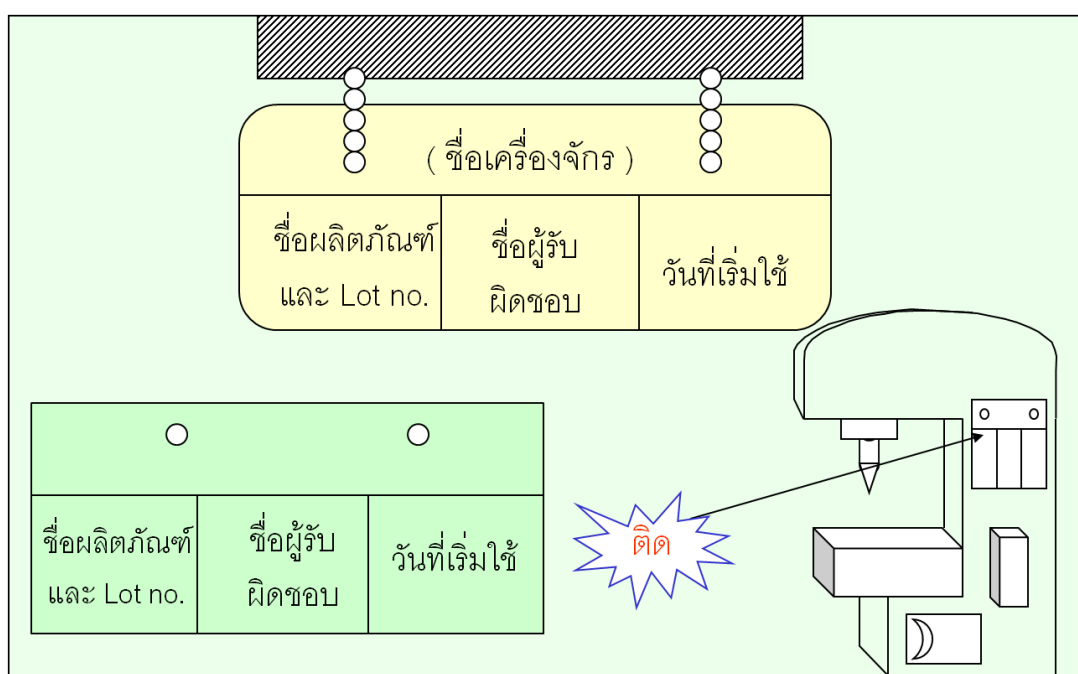 ( ชื่อเครื่องจักร )
ชื่อผลิตภัณฑ์
และ Lot no.
ชื่อผู้รับ
ผิดชอบ
วันที่เริ่มใช้
ชื่อผลิตภัณฑ์
และ Lot no.
ชื่อผู้รับ
ผิดชอบ
วันที่เริ่มใช้
ติด